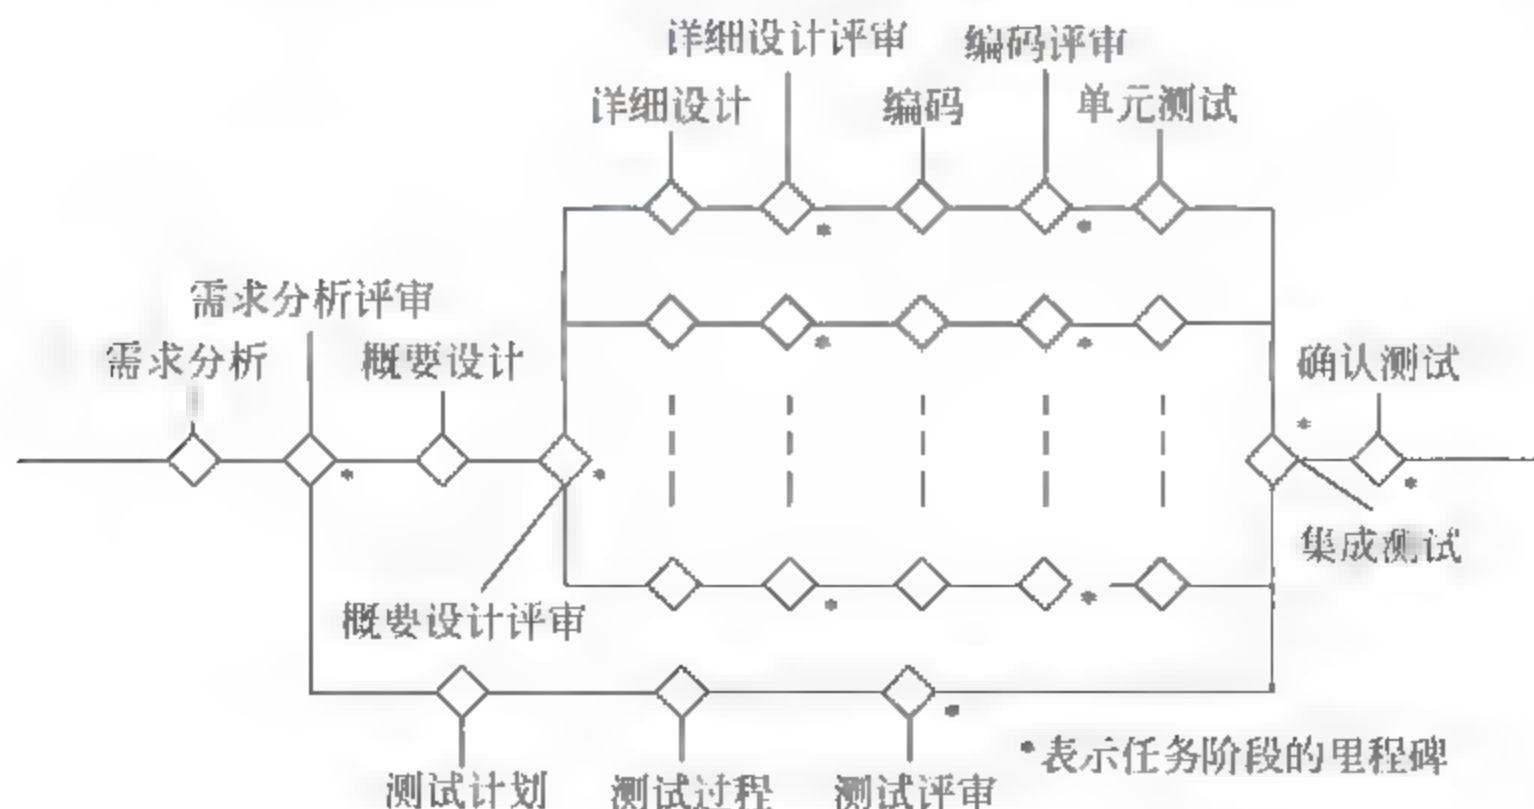 详细设计评审
编码评审
详细设计
编码
单元测试
*
*
需求分析评审
*
*
需求分析
概要设计
确认测试
*
*
*
*
集成测试
*
*
概要设计评审
*
*表示任务阶段的里程碑
测试计划
测试过程
测试评审